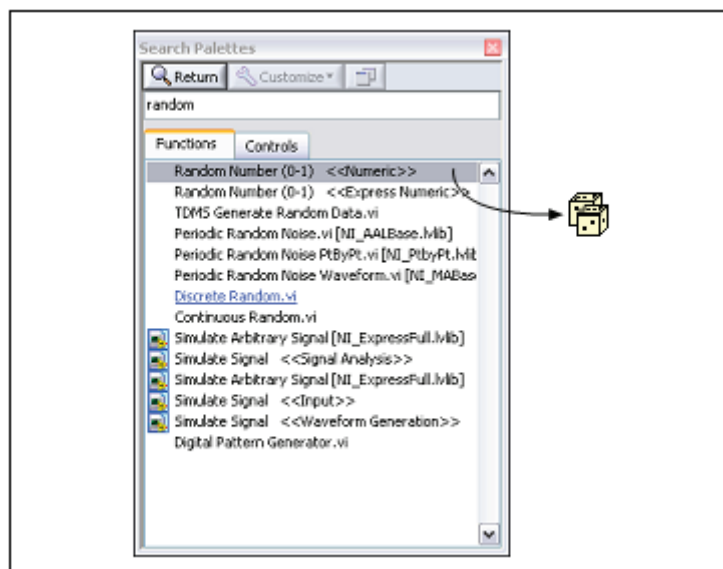 Search Palettes
Return Customize
random
Functions Controls
Random Number (0-1) <<Numeric>>
Random Number (0-1) <<Express Numeric>>
TDMS Generate Random Data.vi
Periodic Random Noise.vi [NI_AALBase.lvlib]
Periodic Random Noise PtByPt.vi [NI_PtbyPt.lvlib
Periodic Random Noise Waveform.vi [NI_MABase
Discrete Random.vi
Continuous Random.vi
Simulate Arbitrary Signal [NI_ExpressFull.lvlib]
Simulate Signal <<Signal Analysis>>
Simulate Arbitrary Signal [NI_ExpressFull.lvlib]
Simulate Signal <<Input>>
Simulate Signal <<Waveform Generation>>
Digital Pattern Generator.vi